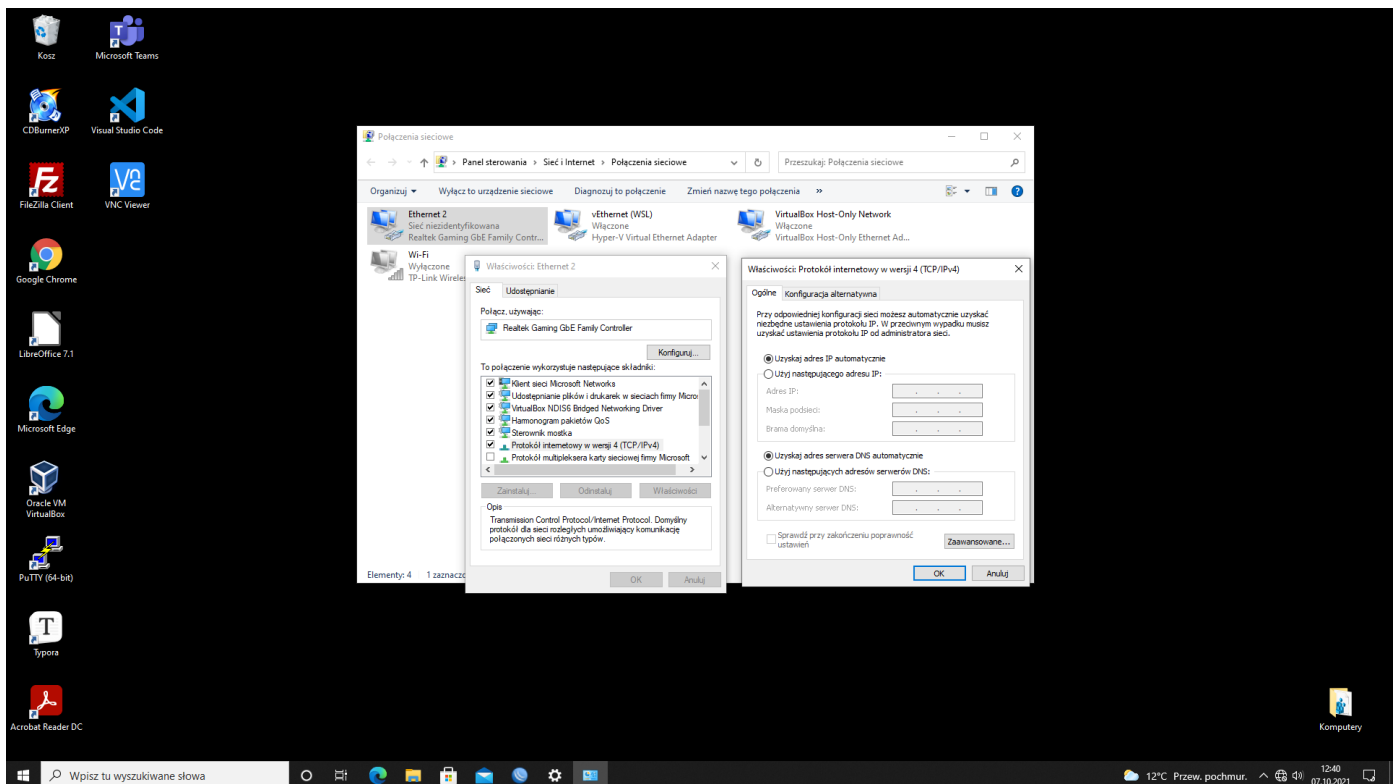 Kosz
Microsoft Teams
CDBurnerXP
Visual Studio Code
FileZilla Client
VNC Viewer
Google Chrome
LibreOffice 7.1
Microsoft Edge
Oracle VM
VirtualBox
PuTTY (64-bit)
Typora
Acrobat Reader DC
Komputery
Połączenia sieciowe
Panel sterowania › Sieć i Internet › Połączenia sieciowe
Przeszukaj: Połączenia sieciowe
Organizuj
Wyłącz to urządzenie sieciowe
Diagnozuj to połączenie
Zmień nazwę tego połączenia
»
Ethernet 2
Sieć niezidentyfikowana
Realtek Gaming GbE Family Contr...
vEthernet (WSL)
Włączone
Hyper-V Virtual Ethernet Adapter
VirtualBox Host-Only Network
Włączone
VirtualBox Host-Only Ethernet Ad...
Wi-Fi
Wyłączone
TP-Link Wireles
Elementy: 4
1 zaznacz
Właściwości: Ethernet 2
Sieć
Udostępnianie
Połącz, używając:
Realtek Gaming GbE Family Controller
Konfiguruj...
To połączenie wykorzystuje następujące składniki:
Klient sieci Microsoft Networks
Udostępnianie plików i drukarek w sieciach firmy Micro
VirtualBox NDIS6 Bridged Networking Driver
Harmonogram pakietów QoS
Sterownik mostka
Protokół internetowy w wersji 4 (TCP/IPv4)
Protokół multipleksera karty sieciowej firmy Microsoft
Zainstaluj...
Odinstaluj
Właściwości
Opis
Transmission Control Protocol/Internet Protocol. Domyślny
protokół dla sieci rozległych umożliwiający komunikację
połączonych sieci różnych typów.
OK
Anuluj
Właściwości: Protokół internetowy w wersji 4 (TCP/IPv4)
Ogólne
Konfiguracja alternatywna
Przy odpowiedniej konfiguracji sieci możesz automatycznie uzyskać
niezbędne ustawienia protokołu IP. W przeciwnym wypadku musisz
uzyskać ustawienia protokołu IP od administratora sieci.
Uzyskaj adres IP automatycznie
Użyj następującego adresu IP:
Adres IP:
Maska podsieci:
Brama domyślna:
Uzyskaj adres serwera DNS automatycznie
Użyj następujących adresów serwerów DNS:
Preferowany serwer DNS:
Alternatywny serwer DNS:
Sprawdź przy zakończeniu poprawność
ustawień
Zaawansowane...
OK
Anuluj
Wpisz tu wyszukiwane słowa
12°C Przew. pochmur.
12:40
07.10.2021